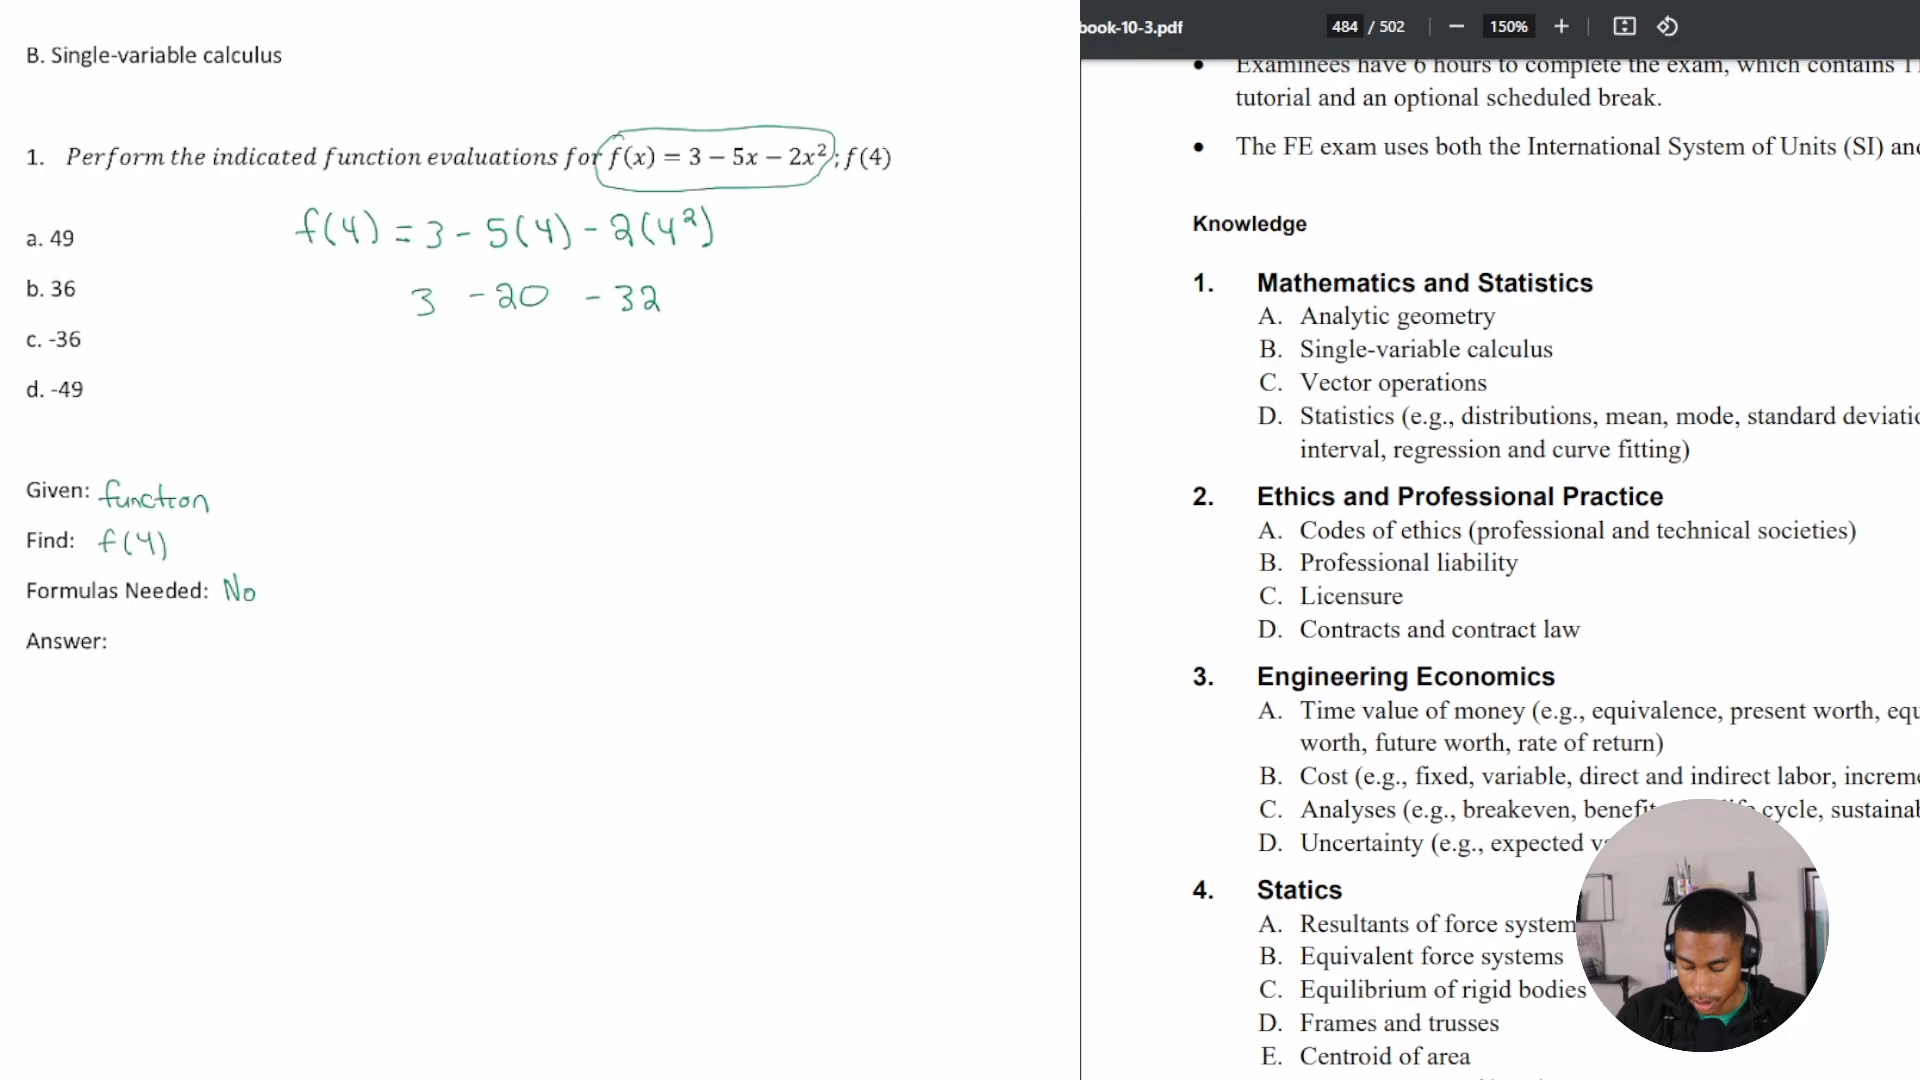 B. Single-variable calculus
1. Perform the indicated function evaluations for f(x) = 3 − 5x − 2x²; f(4)
f(4) = 3 - 5(4) - 2(4²)
3 - 20 - 32
a. 49
b. 36
c. -36
d. -49
Given: function
Find: f(4)
Formulas Needed: No
Answer:
book-10-3.pdf
484 / 502
150%
• Examinees have 6 hours to complete the exam, which contains
tutorial and an optional scheduled break.
• The FE exam uses both the International System of Units (SI) and
Knowledge
1. Mathematics and Statistics
A. Analytic geometry
B. Single-variable calculus
C. Vector operations
D. Statistics (e.g., distributions, mean, mode, standard
interval, regression and curve fitting)
2. Ethics and Professional Practice
A. Codes of ethics (professional and technical societies)
B. Professional liability
C. Licensure
D. Contracts and contract law
3. Engineering Economics
A. Time value of money (e.g., equivalence, present worth,
worth, future worth, rate of return)
B. Cost (e.g., fixed, variable, direct and indirect labor,
C. Analyses (e.g., breakeven, cycle,
D. Uncertainty (e.g., expected
4. Statics
A. Resultants of force system
B. Equivalent force systems
C. Equilibrium of rigid bodies
D. Frames and trusses
E. Centroid of area